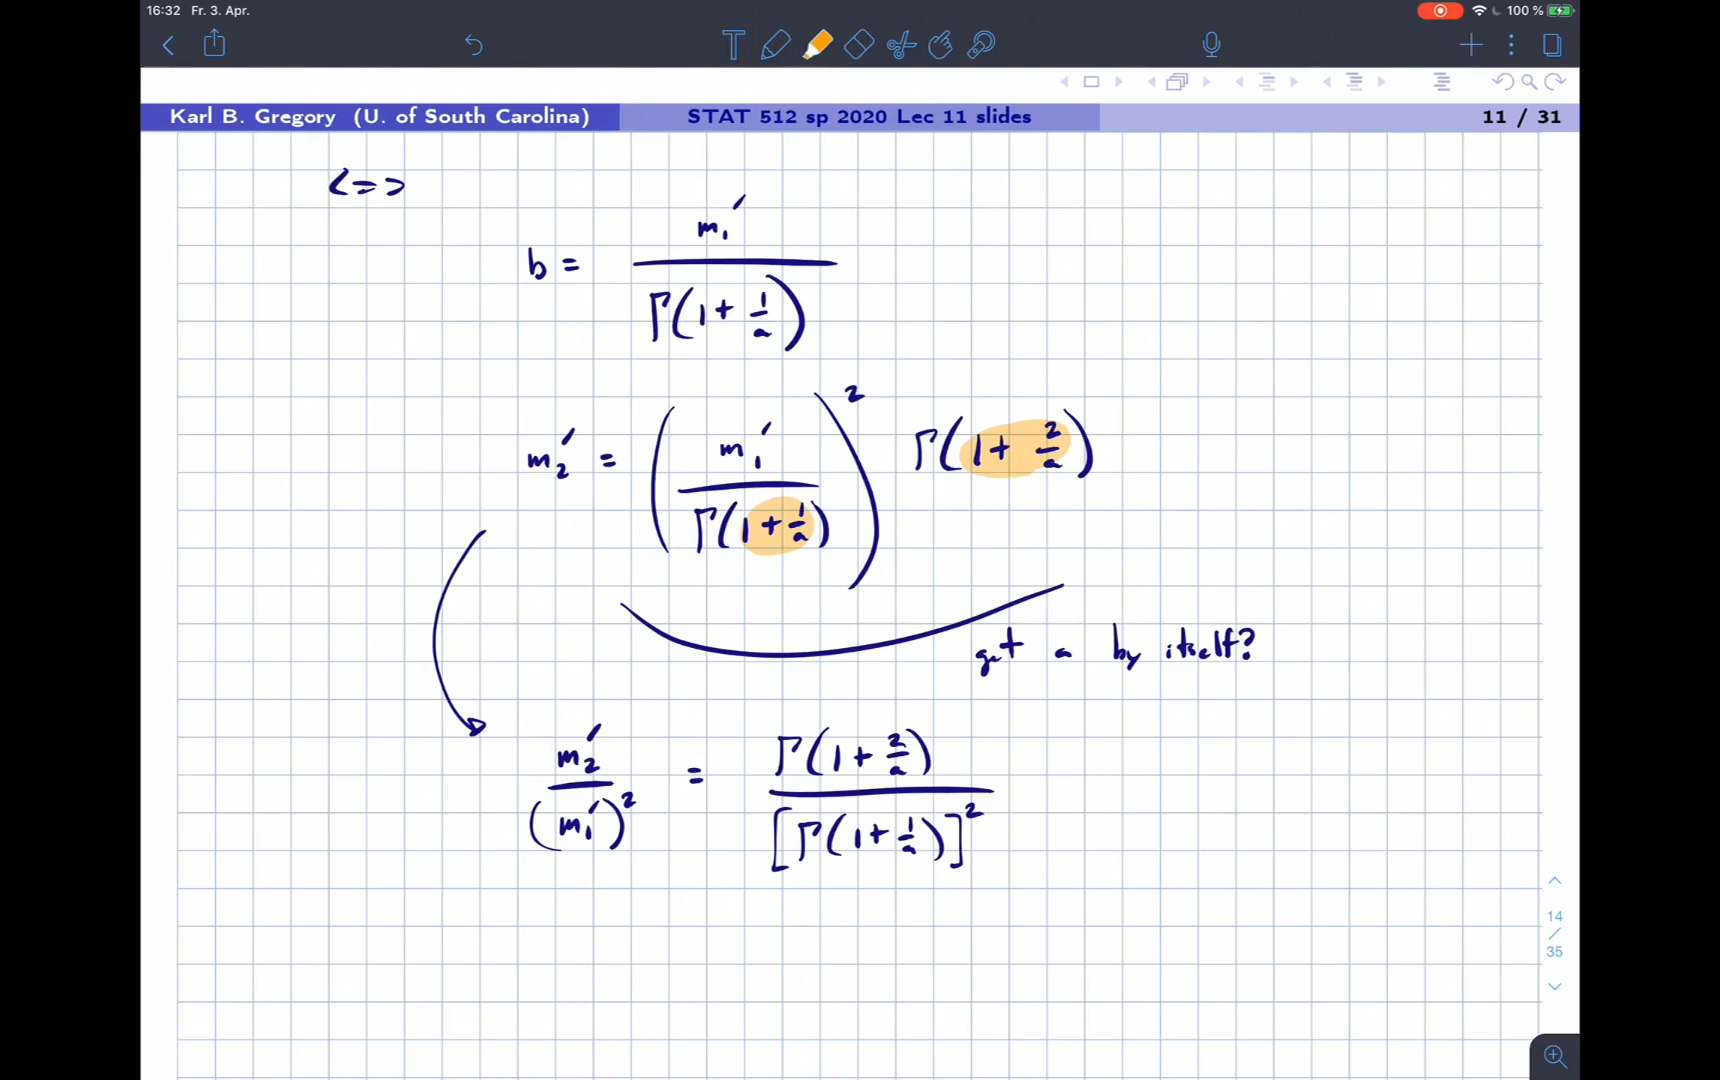 16:32 Fr. 3. Apr. 100 %
Karl B. Gregory (U. of South Carolina) STAT 512 sp 2020 Lec 11 slides 11 / 31
<=>
b = m₁′ / Γ(1 + 1/a)
m₂′ = (m₁′ / Γ(1 + 1/a))² Γ(1 + 2/a)
get a by itself?
m₂′ / (m₁′)² = Γ(1 + 2/a) / [Γ(1 + 1/a)]²
14
/
35